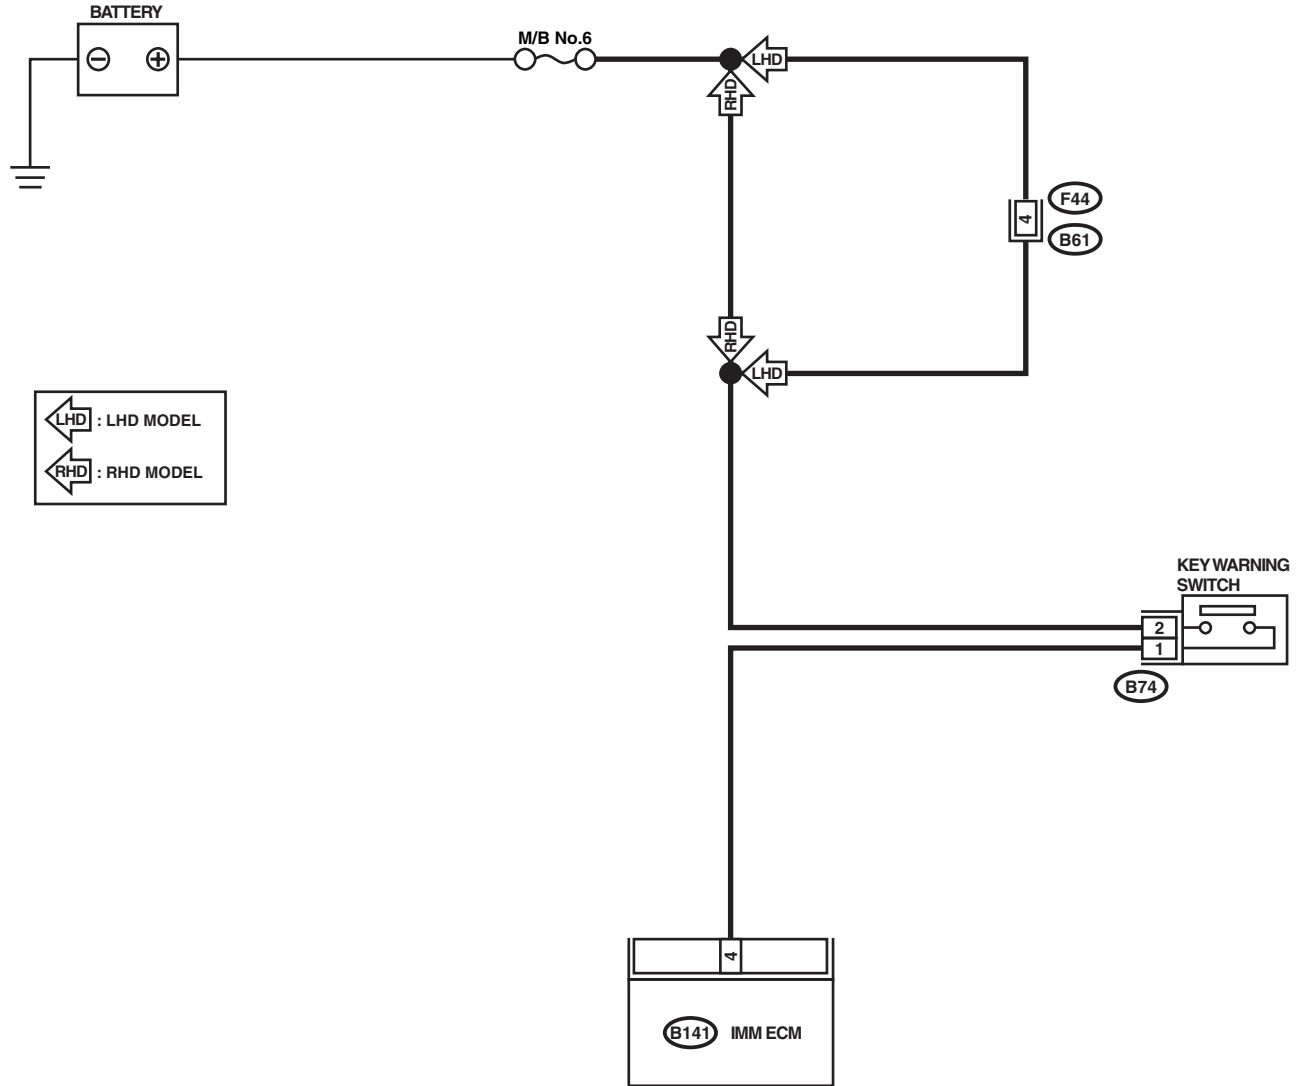 BATTERY
M/B No.6
LHD
RHD
F44
4
B61
RHD
LHD
LHD : LHD MODEL
RHD : RHD MODEL
KEY WARNING
SWITCH
2
1
B74
4
B141 IMM ECM